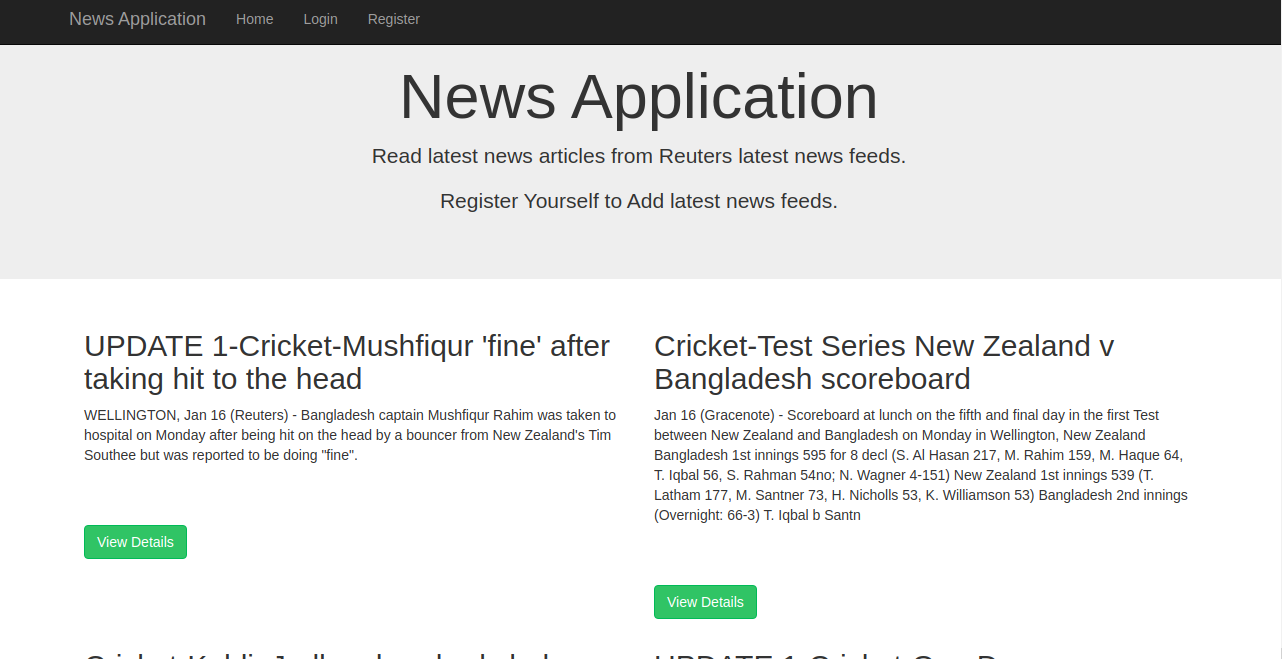 News Application Home Login Register
News Application
Read latest news articles from Reuters latest news feeds.
Register Yourself to Add latest news feeds.
UPDATE 1-Cricket-Mushfiqur 'fine' after
taking hit to the head
WELLINGTON, Jan 16 (Reuters) - Bangladesh captain Mushfiqur Rahim was taken to
hospital on Monday after being hit on the head by a bouncer from New Zealand's Tim
Southee but was reported to be doing "fine".
View Details
Cricket-Test Series New Zealand v
Bangladesh scoreboard
Jan 16 (Gracenote) - Scoreboard at lunch on the fifth and final day in the first Test
between New Zealand and Bangladesh on Monday in Wellington, New Zealand
Bangladesh 1st innings 595 for 8 decl (S. Al Hasan 217, M. Rahim 159, M. Haque 64,
T. Iqbal 56, S. Rahman 54no; N. Wagner 4-151) New Zealand 1st innings 539 (T.
Latham 177, M. Santner 73, H. Nicholls 53, K. Williamson 53) Bangladesh 2nd innings
(Overnight: 66-3) T. Iqbal b Santn
View Details
UPDATE 1-Cricket-